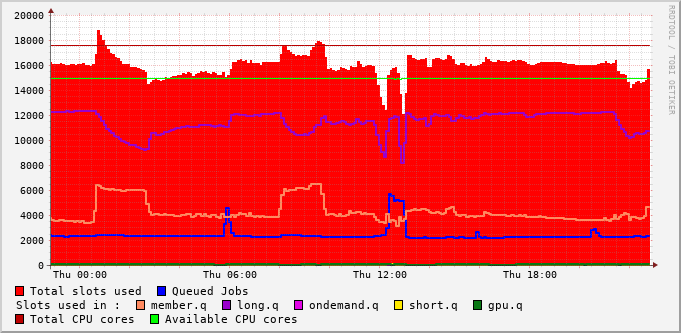 20000
18000
16000
14000
12000
10000
8000
6000
4000
2000
0
Thu 00:00 Thu 06:00 Thu 12:00 Thu 18:00
Total slots used Queued Jobs
Slots used in : member.q long.q ondemand.q short.q gpu.q
Total CPU cores Available CPU cores
RRDTOOL / TOBI OETIKER